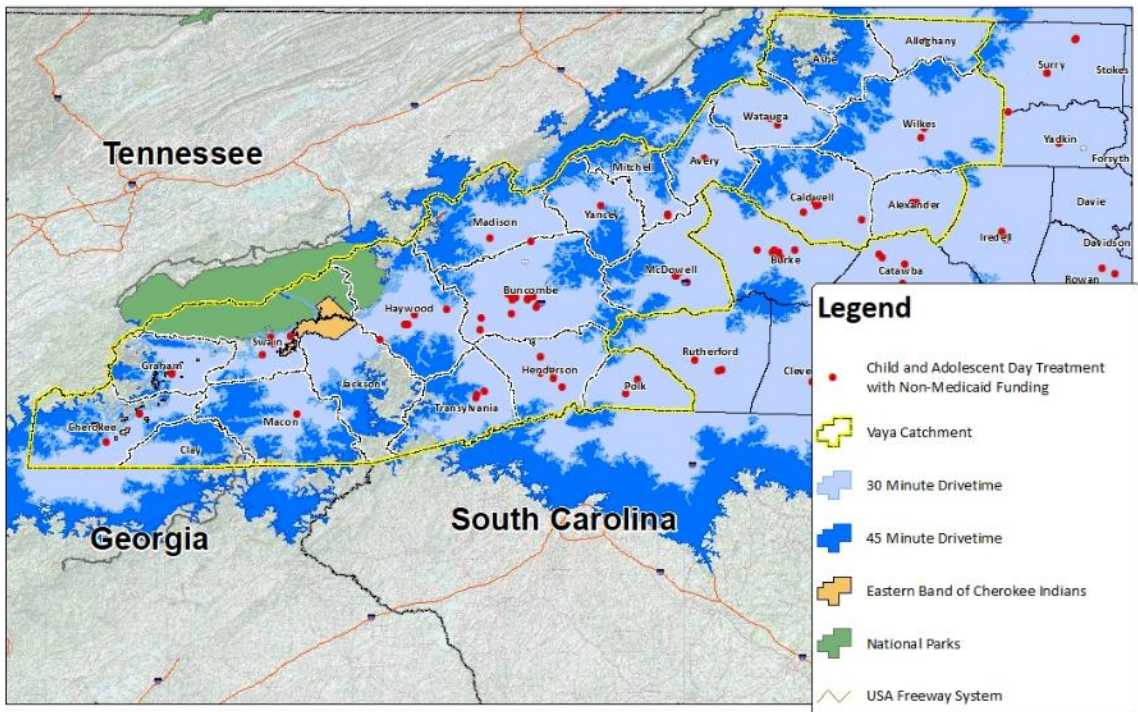 Alleghany
Ashe
Surry
Stokes
Watauga
Wilkes
Yadkin
Forsyth
Tennessee
Mitchell
Avery
Caldwell
Alexander
Davie
Madison
Yancey
Iredell
Davidson
Burke
McDowell
Catawba
Rowan
Buncombe
Haywood
Swain
Rutherford
Graham
Henderson
Cleve
Jackson
Polk
Transylvania
Macon
Cherokee
Clay
South Carolina
Georgia
Legend
Child and Adolescent Day Treatment
with Non-Medicaid Funding
Vaya Catchment
30 Minute Drivetime
45 Minute Drivetime
Eastern Band of Cherokee Indians
National Parks
USA Freeway System